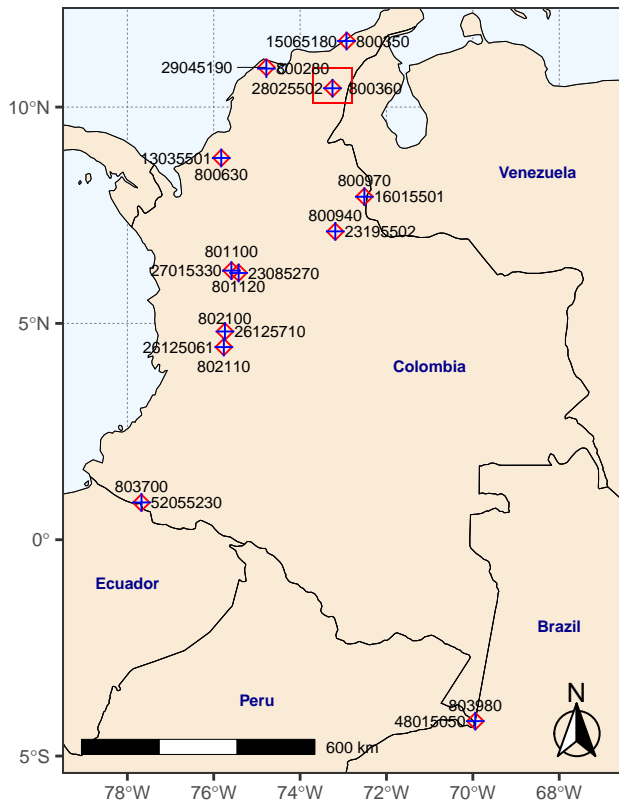 15065180 800350
29045190 800280
28025502 800360
10°N
13035501
800630
Venezuela
800970
16015501
800940
23195502
801100
27015330 23085270
801120
802100
5°N
26125710
26125061
802110
Colombia
803700
52055230
0°
Ecuador
Brazil
Peru
N
803980
48015050
600 km
5°S
78°W 76°W 74°W 72°W 70°W 68°W